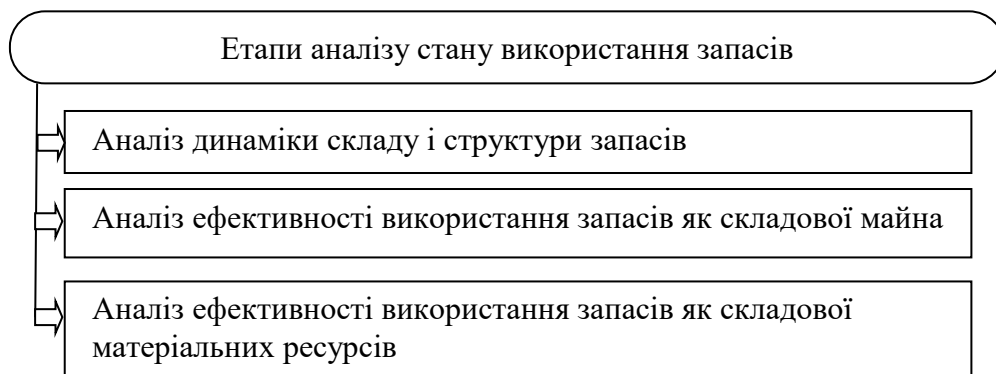 Етапи аналізу стану використання запасів
Аналіз динаміки складу і структури запасів
Аналіз ефективності використання запасів як складової майна
Аналіз ефективності використання запасів як складової
матеріальних ресурсів